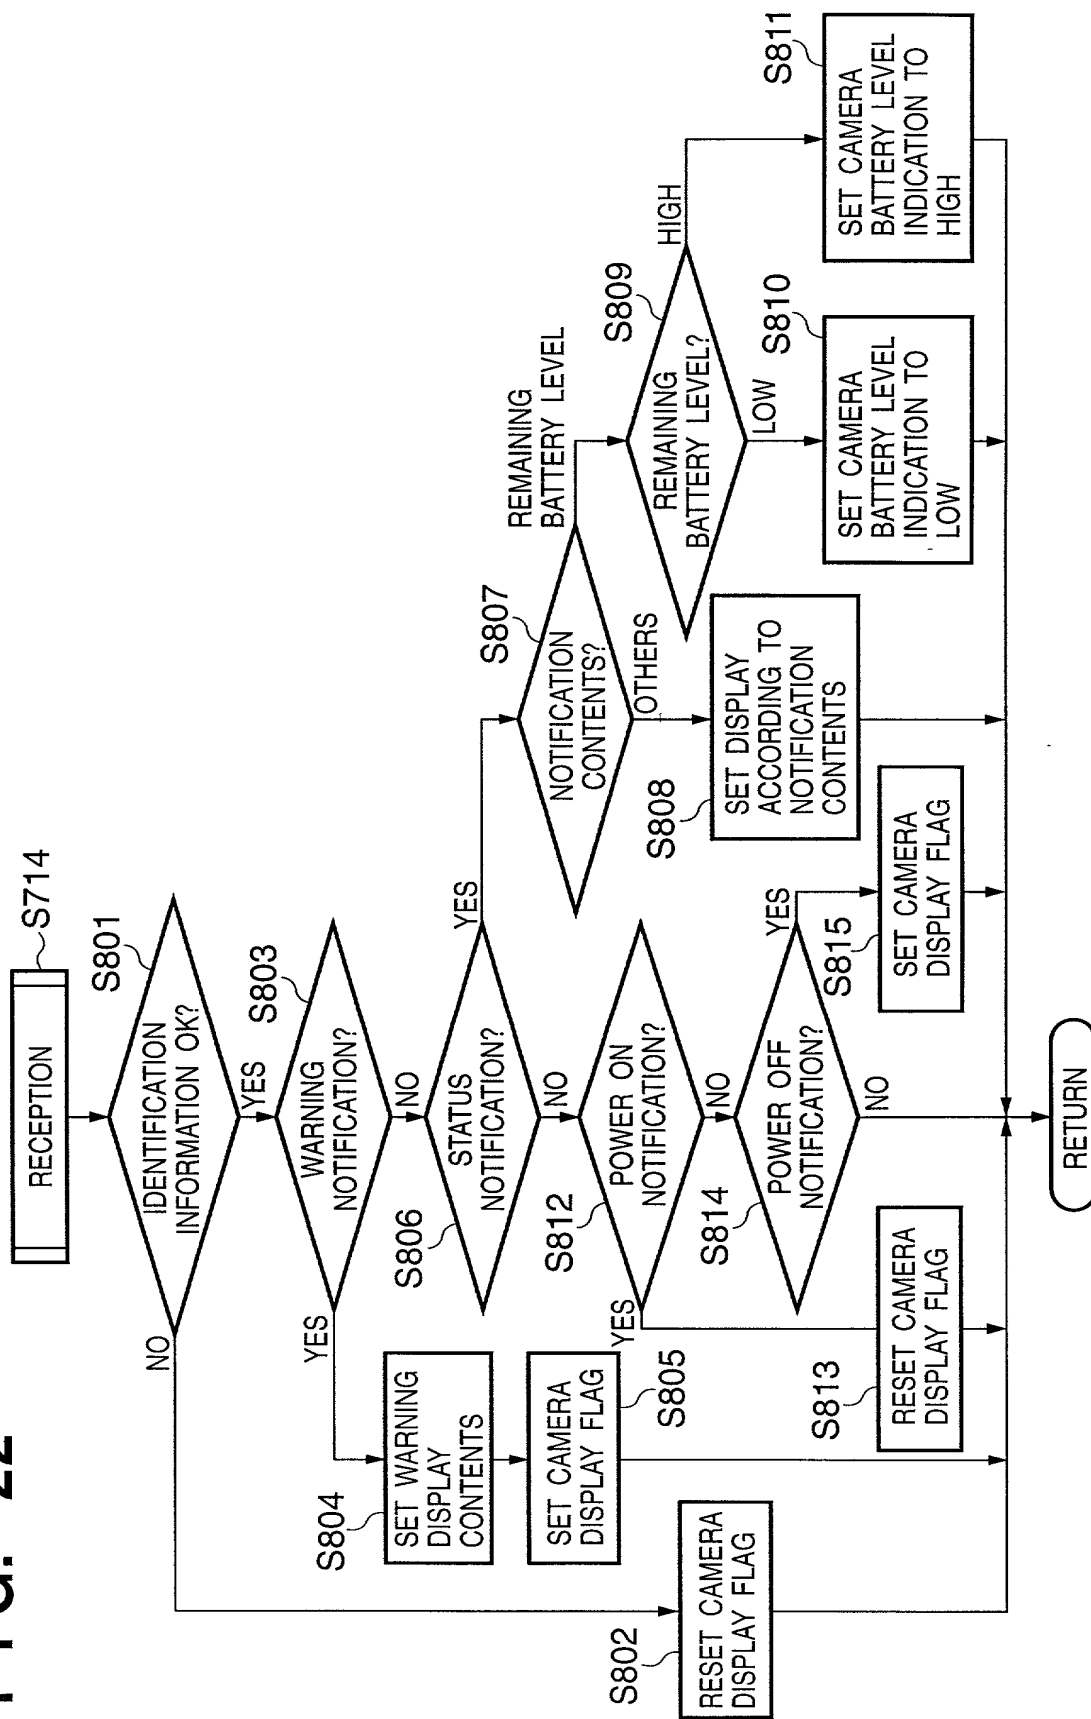 FIG. 22
RECEPTION
S714
IDENTIFICATION
INFORMATION OK?
S801
NO
YES
RESET CAMERA
DISPLAY FLAG
S802
WARNING
NOTIFICATION?
S803
YES
NO
SET WARNING
DISPLAY
CONTENTS
S804
SET CAMERA
DISPLAY FLAG
S805
STATUS
NOTIFICATION?
S806
YES
NO
NOTIFICATION
CONTENTS?
S807
REMAINING
BATTERY LEVEL
OTHERS
SET DISPLAY
ACCORDING TO
NOTIFICATION
CONTENTS
S808
REMAINING
BATTERY LEVEL?
S809
HIGH
LOW
SET CAMERA
BATTERY LEVEL
INDICATION TO
LOW
S810
SET CAMERA
BATTERY LEVEL
INDICATION TO
HIGH
S811
POWER ON
NOTIFICATION?
S812
YES
NO
RESET CAMERA
DISPLAY FLAG
S813
POWER OFF
NOTIFICATION?
S814
YES
NO
SET CAMERA
DISPLAY FLAG
S815
RETURN